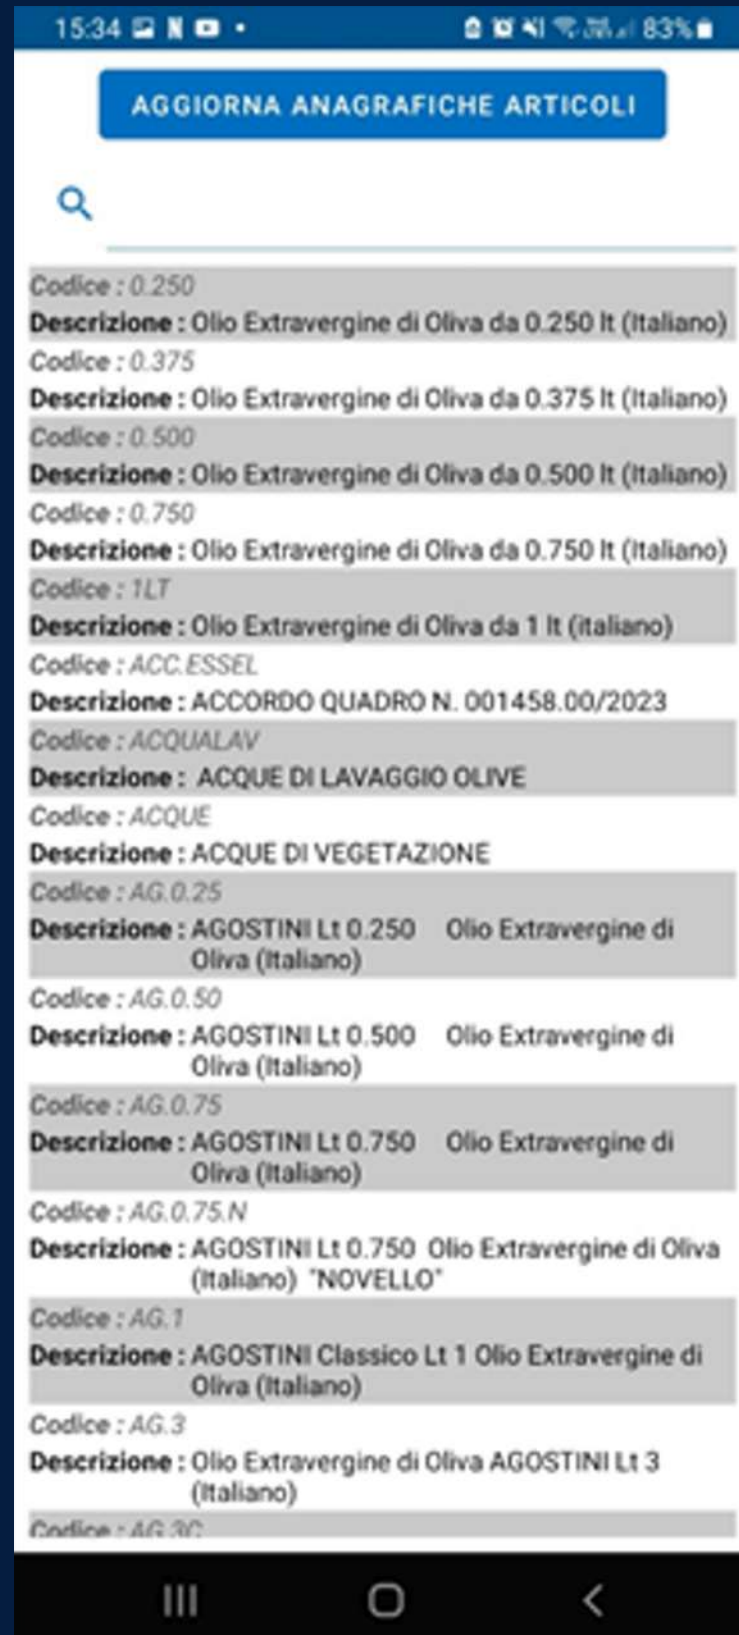 15:34
83%
AGGIORNA ANAGRAFICHE ARTICOLI
Codice : 0.250
Descrizione : Olio Extravergine di Oliva da 0.250 lt (Italiano)
Codice : 0.375
Descrizione : Olio Extravergine di Oliva da 0.375 lt (Italiano)
Codice : 0.500
Descrizione : Olio Extravergine di Oliva da 0.500 lt (Italiano)
Codice : 0.750
Descrizione : Olio Extravergine di Oliva da 0.750 lt (Italiano)
Codice : 1LT
Descrizione : Olio Extravergine di Oliva da 1 lt (italiano)
Codice : ACC.ESSEL
Descrizione : ACCORDO QUADRO N. 001458.00/2023
Codice : ACQUALAV
Descrizione : ACQUE DI LAVAGGIO OLIVE
Codice : ACQUE
Descrizione : ACQUE DI VEGETAZIONE
Codice : AG.0.25
Descrizione : AGOSTINI Lt 0.250 Olio Extravergine di
Oliva (Italiano)
Codice : AG.0.50
Descrizione : AGOSTINI Lt 0.500 Olio Extravergine di
Oliva (Italiano)
Codice : AG.0.75
Descrizione : AGOSTINI Lt 0.750 Olio Extravergine di
Oliva (Italiano)
Codice : AG.0.75.N
Descrizione : AGOSTINI Lt 0.750 Olio Extravergine di Oliva
(Italiano) "NOVELLO"
Codice : AG.1
Descrizione : AGOSTINI Classico Lt 1 Olio Extravergine di
Oliva (Italiano)
Codice : AG.3
Descrizione : Olio Extravergine di Oliva AGOSTINI Lt 3
(Italiano)
Codice : AG.3C